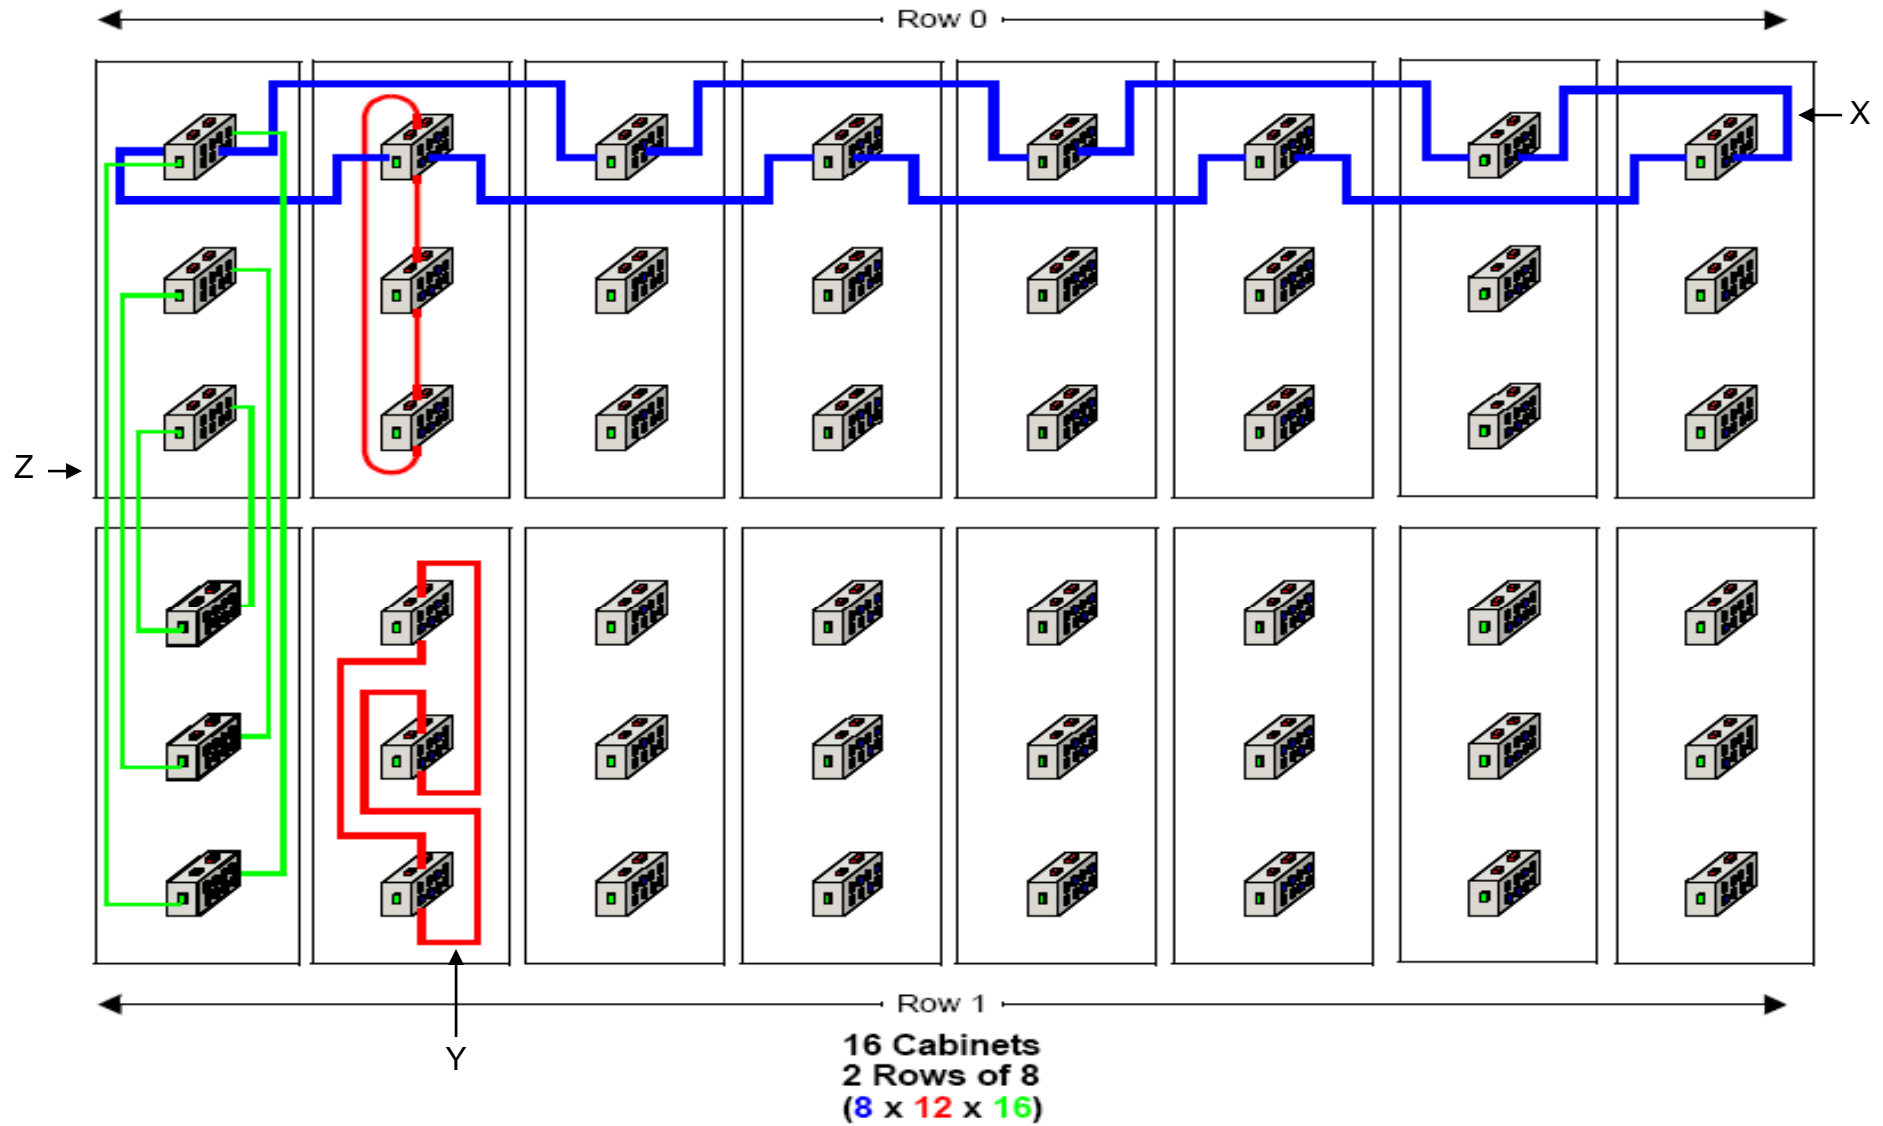 Row 0
X
Z
Row 1
16 Cabinets
2 Rows of 8
(8 x 12 x 16)
Y